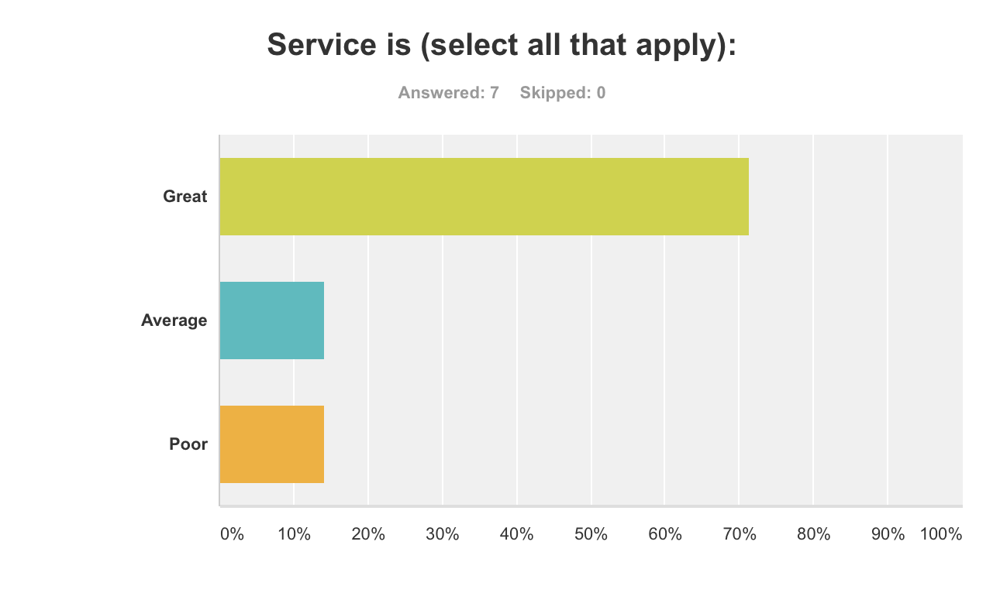 Service is (select all that apply):
Answered: 7 Skipped: 0
Great
Average
Poor
0% 10% 20% 30% 40% 50% 60% 70% 80% 90% 100%